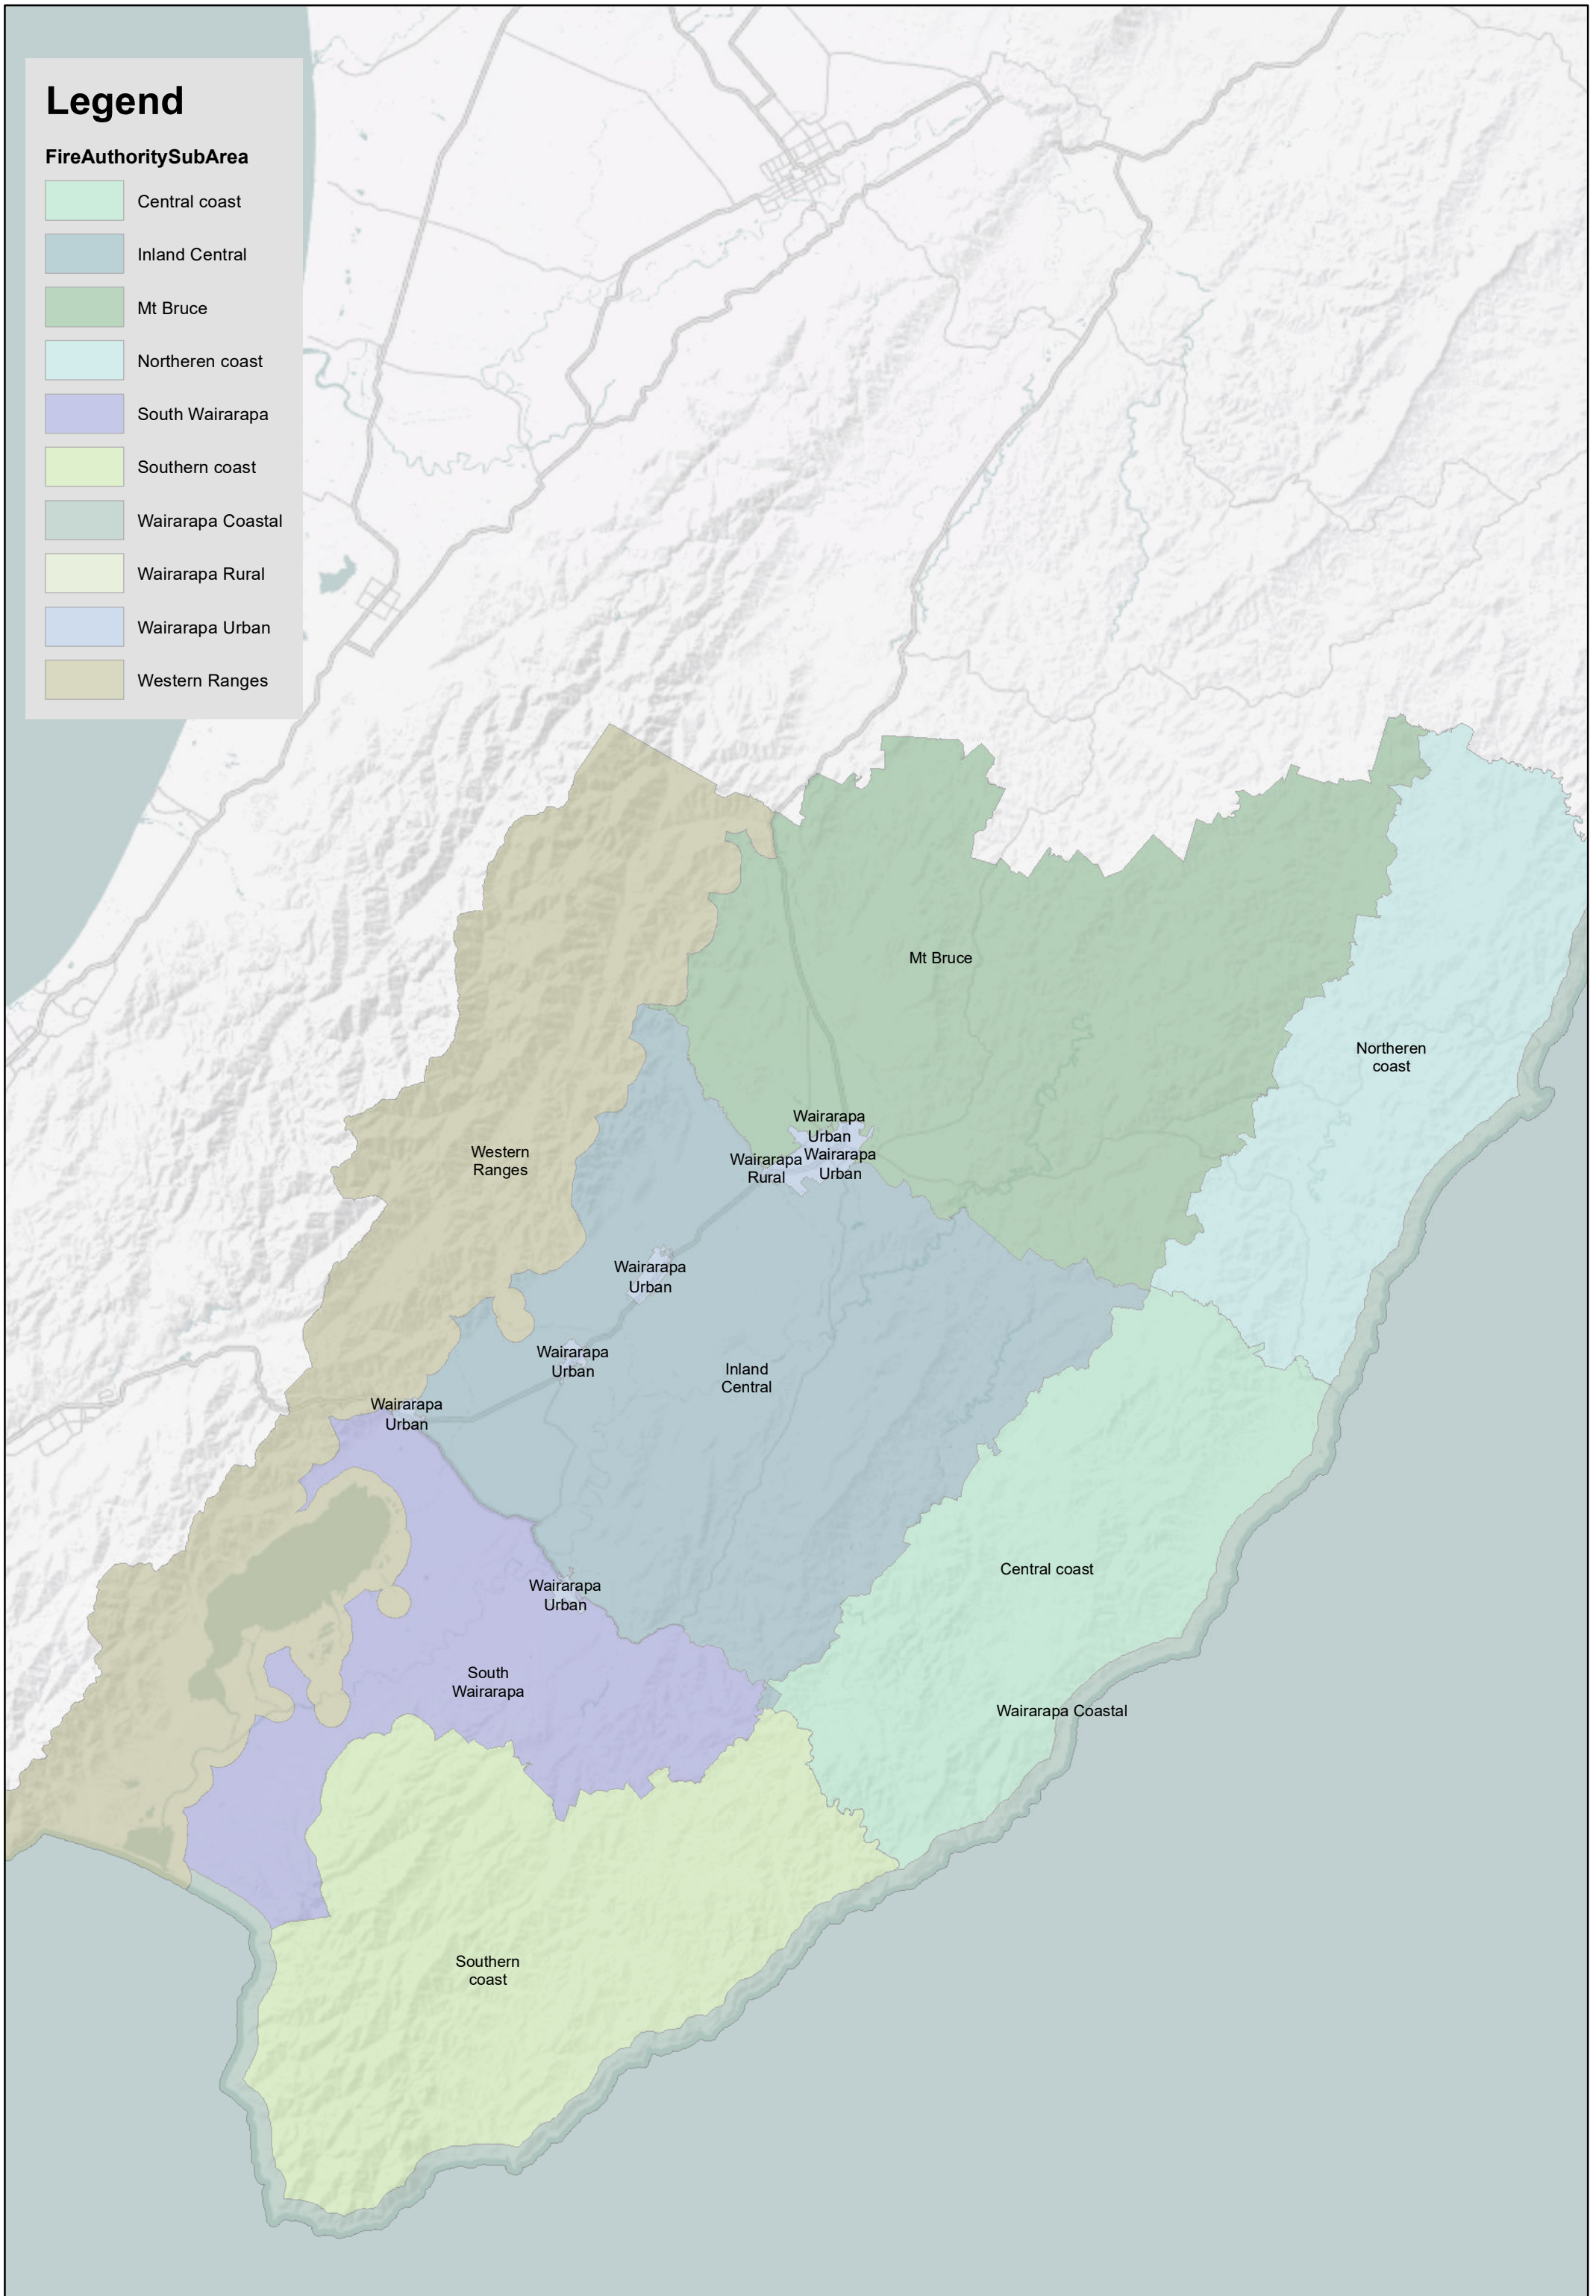 Legend
FireAuthoritySubArea
Central coast
Inland Central
Mt Bruce
Northeren coast
South Wairarapa
Southern coast
Wairarapa Coastal
Wairarapa Rural
Wairarapa Urban
Western Ranges
Mt Bruce
Northeren
coast
Wairarapa
Urban
Wairarapa
Urban
Wairarapa
Rural
Western
Ranges
Wairarapa
Urban
Wairarapa
Urban
Inland
Central
Wairarapa
Urban
Central coast
Wairarapa
Urban
South
Wairarapa
Wairarapa Coastal
Southern
coast